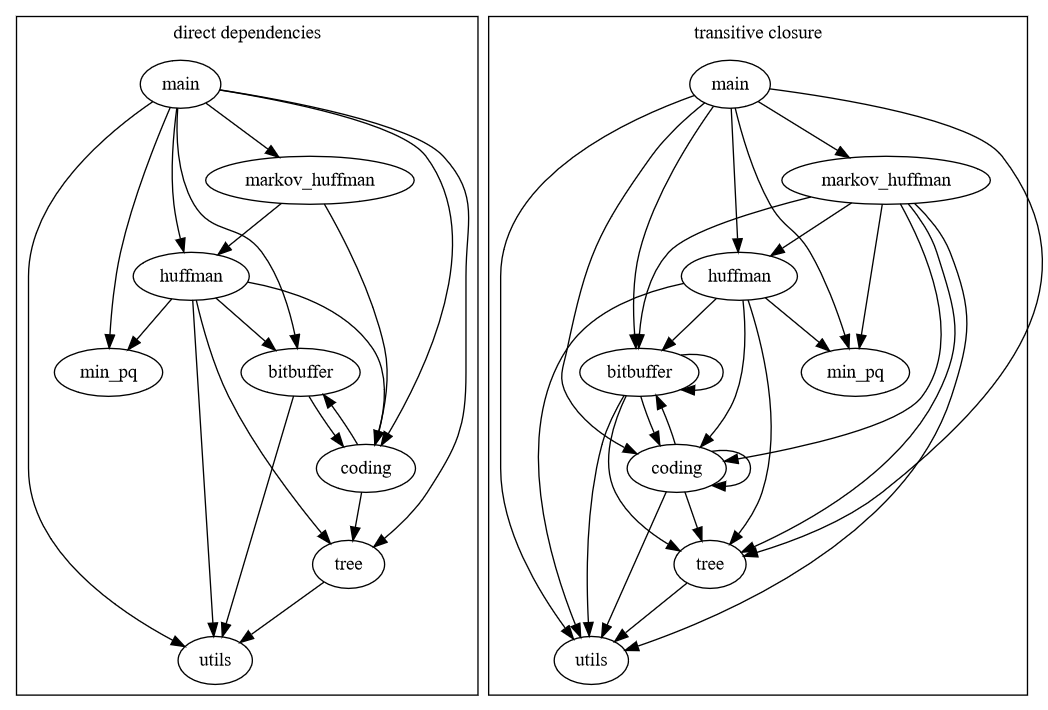 direct dependencies
main
markov_huffman
huffman
min_pq
bitbuffer
coding
tree
utils
transitive closure
main
markov_huffman
huffman
bitbuffer
min_pq
coding
tree
utils